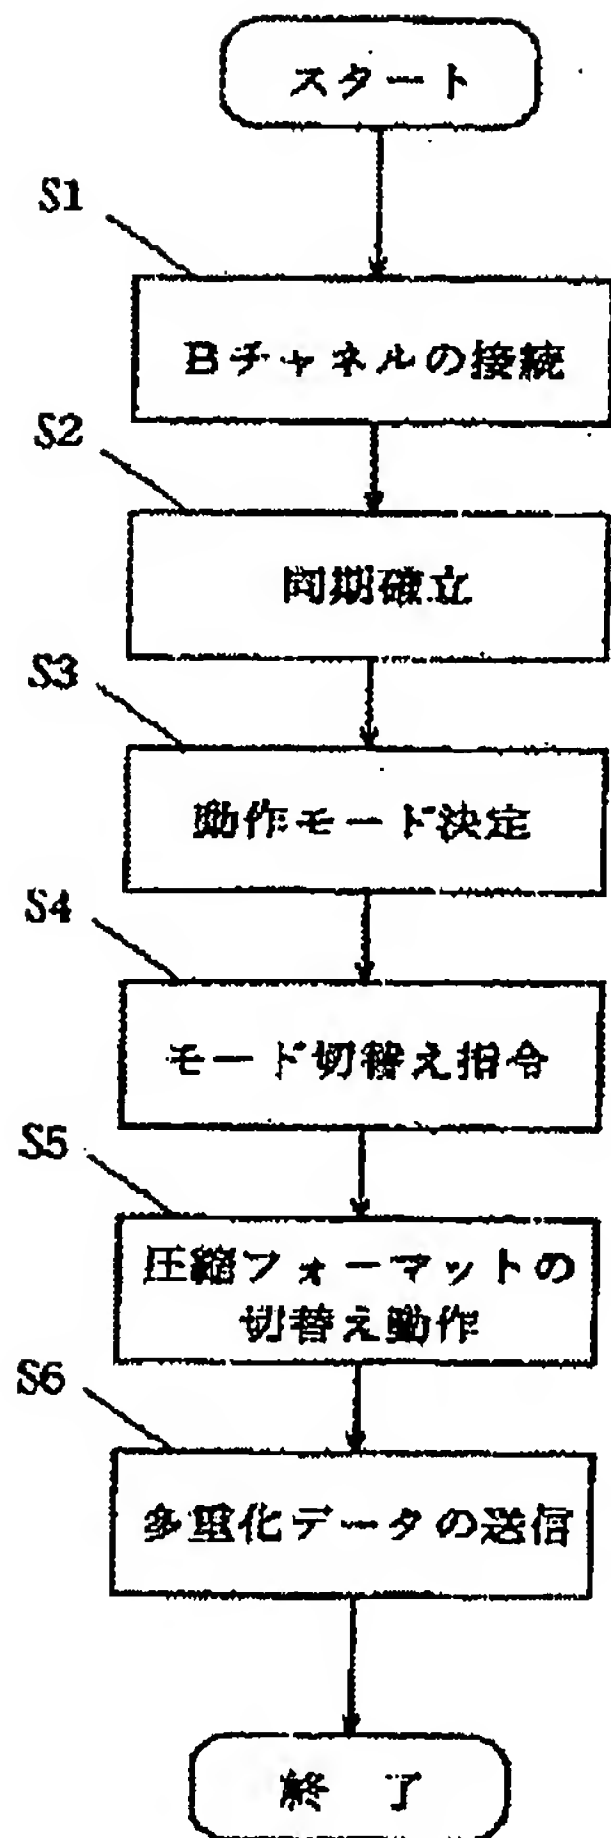 スタート
S1
Bチャネルの接続
S2
同期確立
S3
動作モード決定
S4
モード切替え指令
S5
圧縮フォーマットの
切替え動作
S6
多重化データの送信
終 了